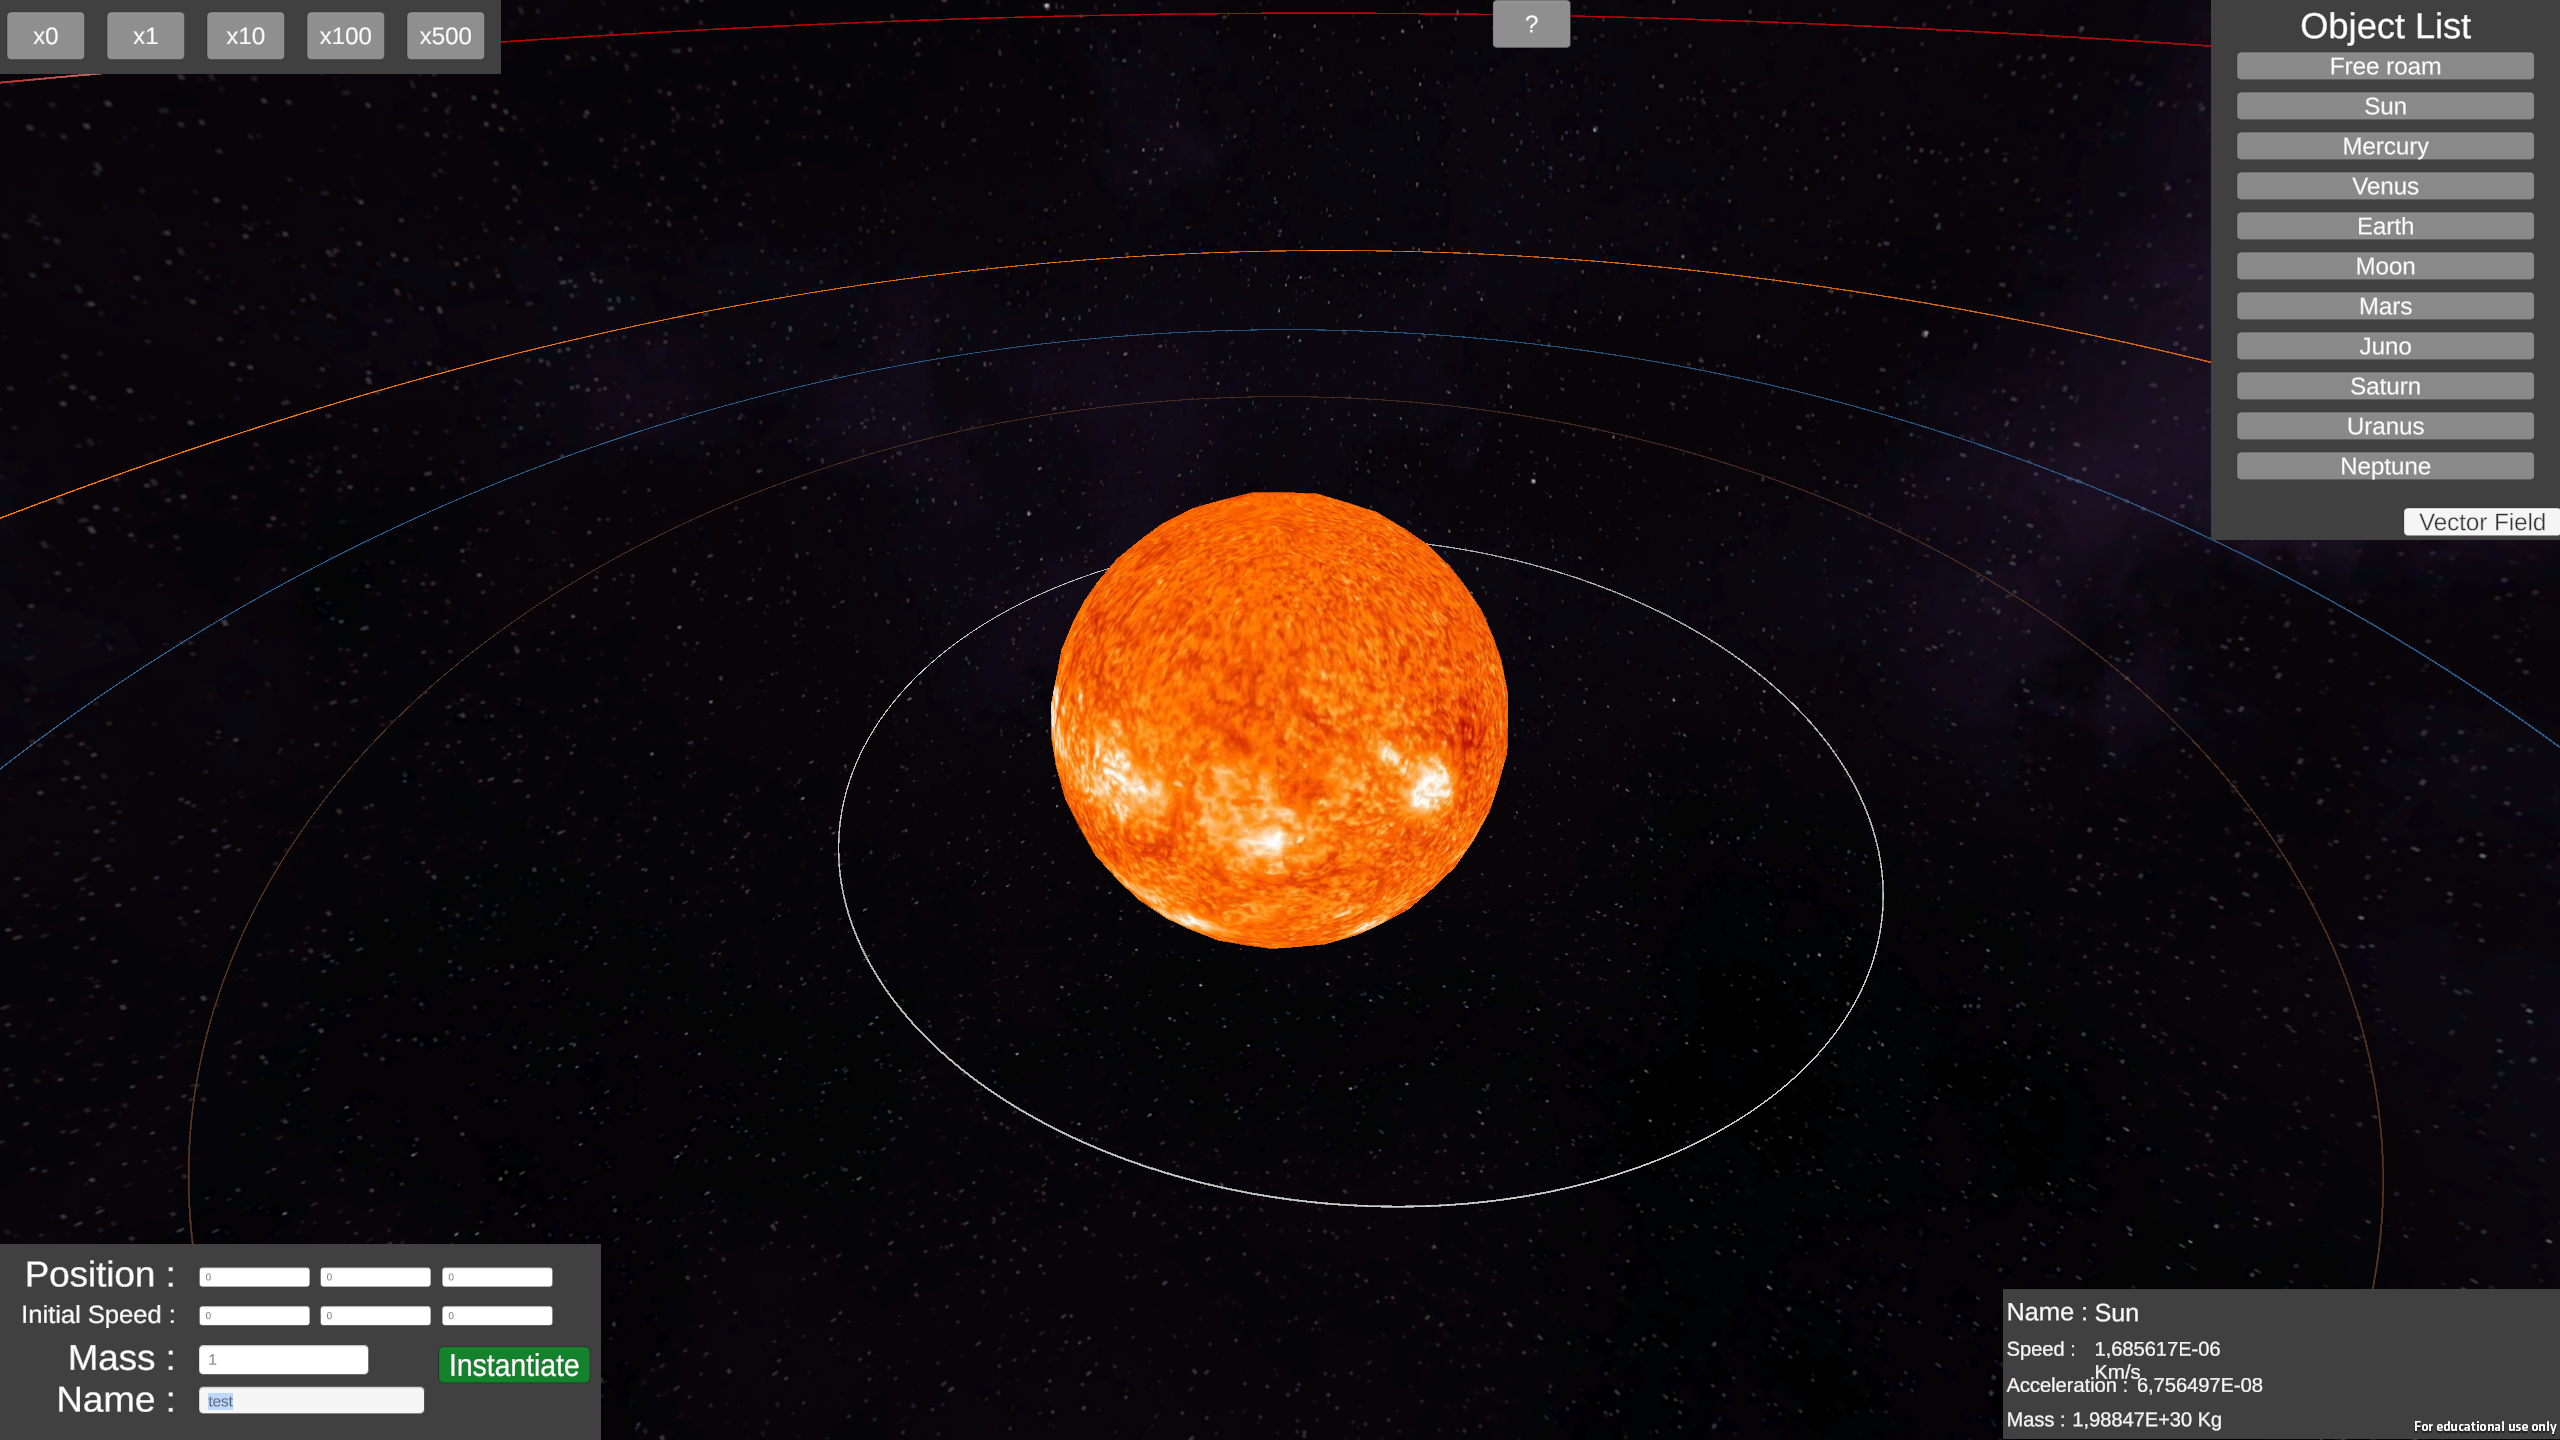 x0 x1 x10 x100 x500
?
Object List
Free roam
Sun
Mercury
Venus
Earth
Moon
Mars
Juno
Saturn
Uranus
Neptune
Vector Field
Position : 0 0 0
Initial Speed : 0 0 0
Mass : 1
Instantiate
Name : test
Name : Sun
Speed : 1,685617E-06
Km/s
Acceleration : 6,756497E-08
Mass : 1,98847E+30 Kg
For educational use only